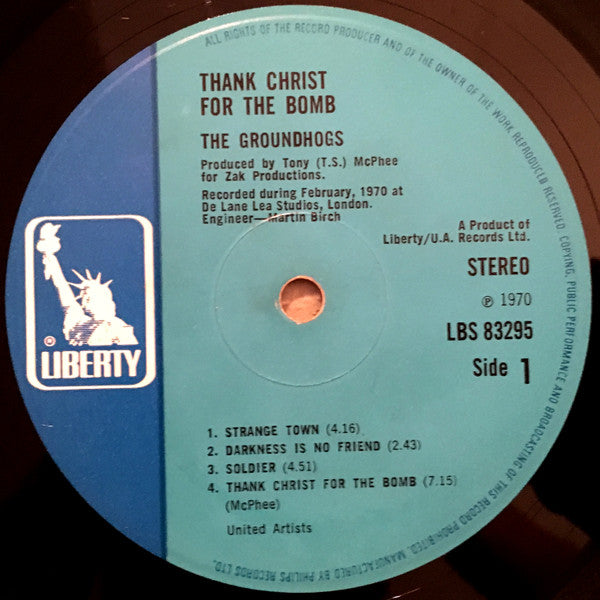 ALL RIGHTS OF THE RECORD PRODUCER AND OF THE OWNER OF THE WORK REPRODUCED RESERVED. COPYING, PUBLIC PERFORMANCE AND BROADCASTING OF THIS RECORD PROHIBITED. MANUFACTURED BY PHILIPS RECORDS LTD.
THANK CHRIST
FOR THE BOMB
THE GROUNDHOGS
Produced by Tony (T.S.) McPhee
for Zak Productions.
Recorded during February, 1970 at
De Lane Lea Studios, London.
Engineer—Martin Birch
A Product of
Liberty/U.A. Records Ltd.
STEREO
℗ 1970
LBS 83295
Side 1
® LIBERTY
1. STRANGE TOWN (4.16)
2. DARKNESS IS NO FRIEND (2.43)
3. SOLDIER (4.51)
4. THANK CHRIST FOR THE BOMB (7.15)
(McPhee)
United Artists